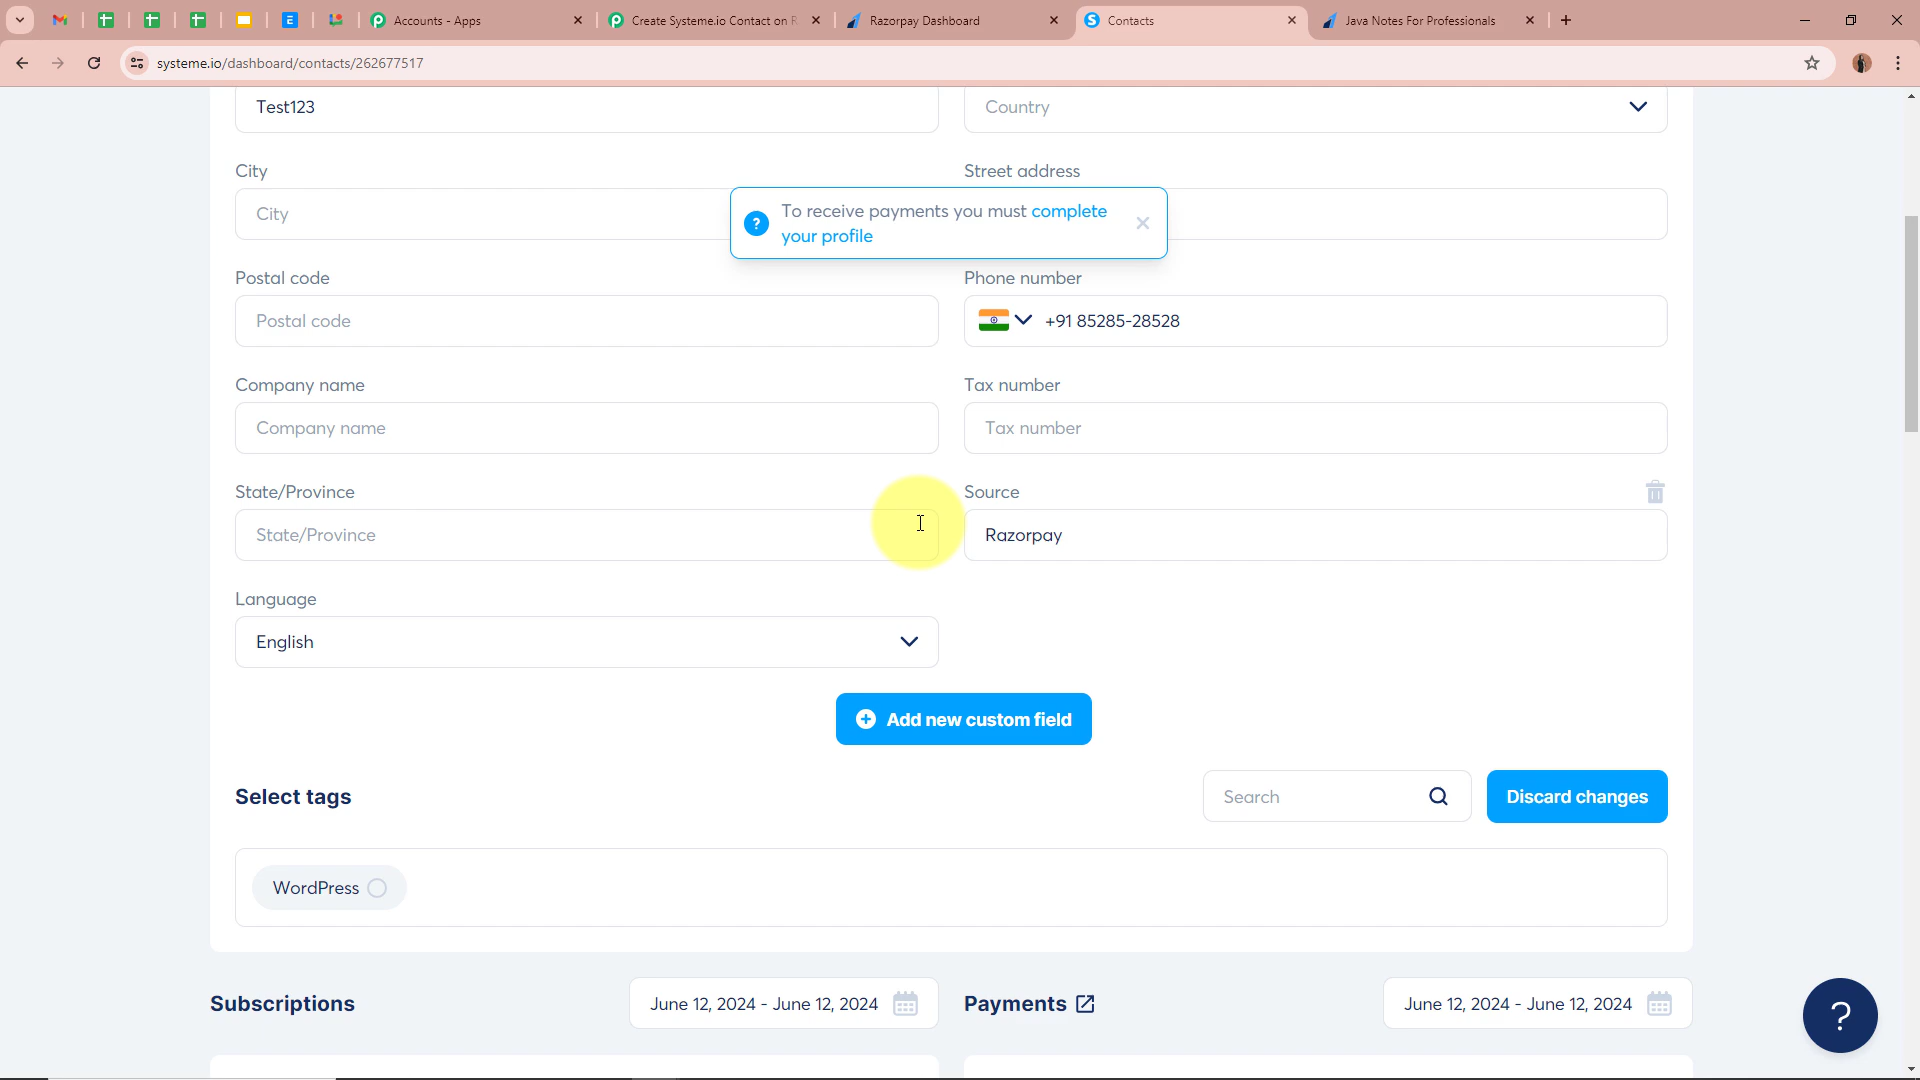 Accounts - Apps
Create Systeme.io Contact on R
Razorpay Dashboard
Contacts
Java Notes For Professionals
systeme.io/dashboard/contacts/262677517
Test123
Country
City
Street address
City
To receive payments you must complete
your profile
Postal code
Phone number
Postal code
+91 85285-28528
Company name
Tax number
Company name
Tax number
State/Province
Source
State/Province
Razorpay
Language
English
Add new custom field
Select tags
Search
Discard changes
WordPress
Subscriptions
June 12, 2024 - June 12, 2024
Payments
June 12, 2024 - June 12, 2024